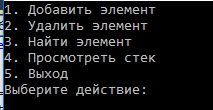 1. Добавить элемент
2. Удалить элемент
3. Найти элемент
4. Просмотреть стек
5. Выход
Выберите действие: